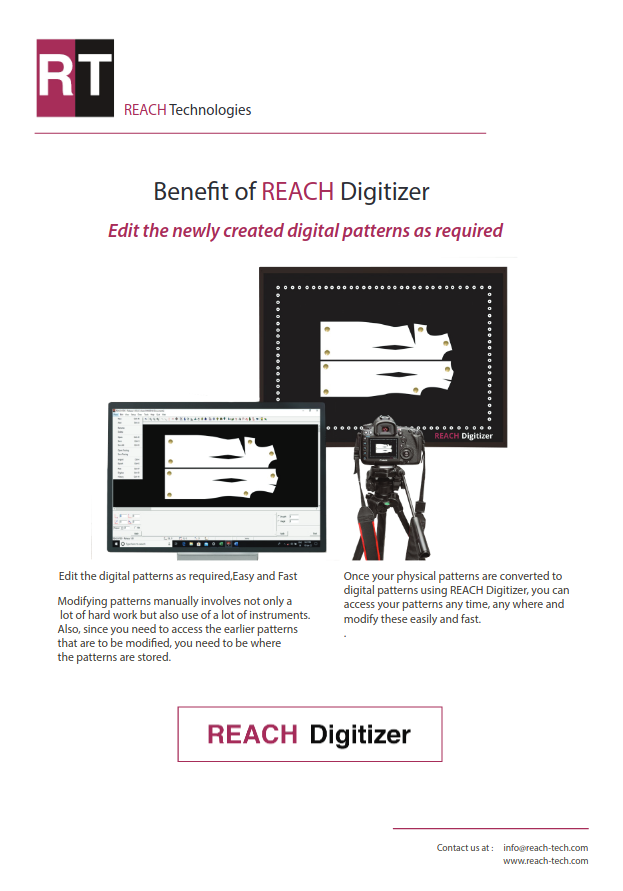 RT
REACH Technologies
Benefit of REACH Digitizer
Edit the newly created digital patterns as required
REACH Digitizer
Edit the digital patterns as required,Easy and Fast
Modifying patterns manually involves not only a
lot of hard work but also use of a lot of instruments.
Also, since you need to access the earlier patterns
that are to be modified, you need to be where
the patterns are stored.
Once your physical patterns are converted to
digital patterns using REACH Digitizer, you can
access your patterns any time, any where and
modify these easily and fast.
.
REACH Digitizer
Contact us at : info@reach-tech.com
www.reach-tech.com